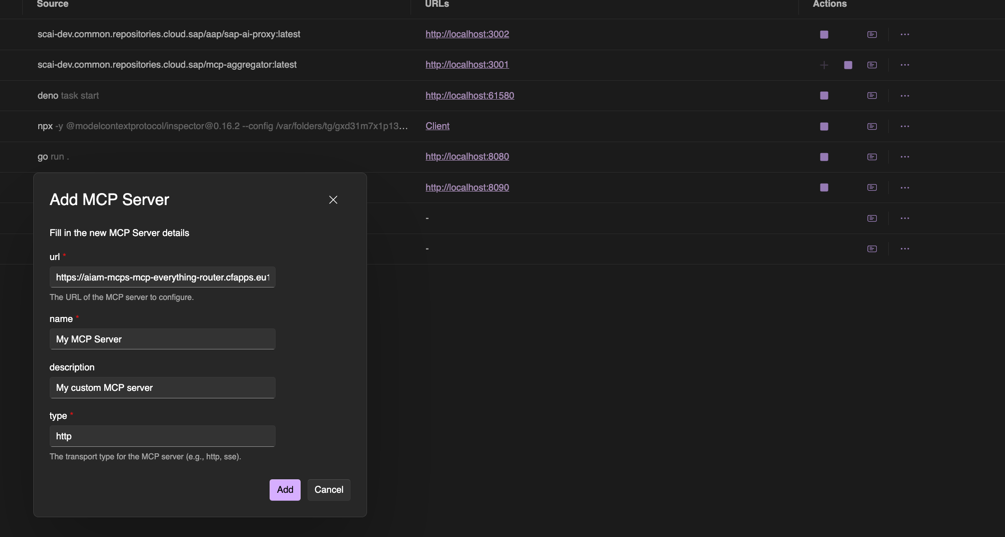 Source URLs Actions
scai-dev.common.repositories.cloud.sap/aap/sap-ai-proxy:latest http://localhost:3002
scai-dev.common.repositories.cloud.sap/mcp-aggregator:latest http://localhost:3001
deno task start http://localhost:61580
npx -y @modelcontextprotocol/inspector@0.16.2 --config /var/folders/tg/gxd31m7x1p13... Client
go run . http://localhost:8080
http://localhost:8090
-
-
Add MCP Server
Fill in the new MCP Server details
url *
https://aiam-mcps-mcp-everything-router.cfapps.eu1
The URL of the MCP server to configure.
name *
My MCP Server
description
My custom MCP server
type *
http
The transport type for the MCP server (e.g., http, sse).
Add Cancel